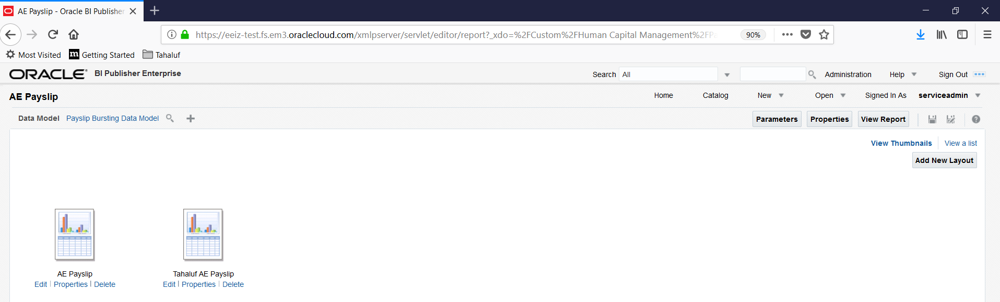 AE Payslip - Oracle BI Publisher
https://eeiz-test.fs.em3.oraclecloud.com/xmlpserver/servlet/editor/report?_xdo=%2FCustom%2FHuman Capital Management%2FPa 90%
Most Visited m Getting Started Tahaluf
ORACLE BI Publisher Enterprise Search All Administration Help Sign Out
AE Payslip Home Catalog New Open Signed In As serviceadmin
Data Model Payslip Bursting Data Model Parameters Properties View Report ?
View Thumbnails View a list
Add New Layout
AE Payslip Tahaluf AE Payslip
Edit | Properties | Delete Edit | Properties | Delete